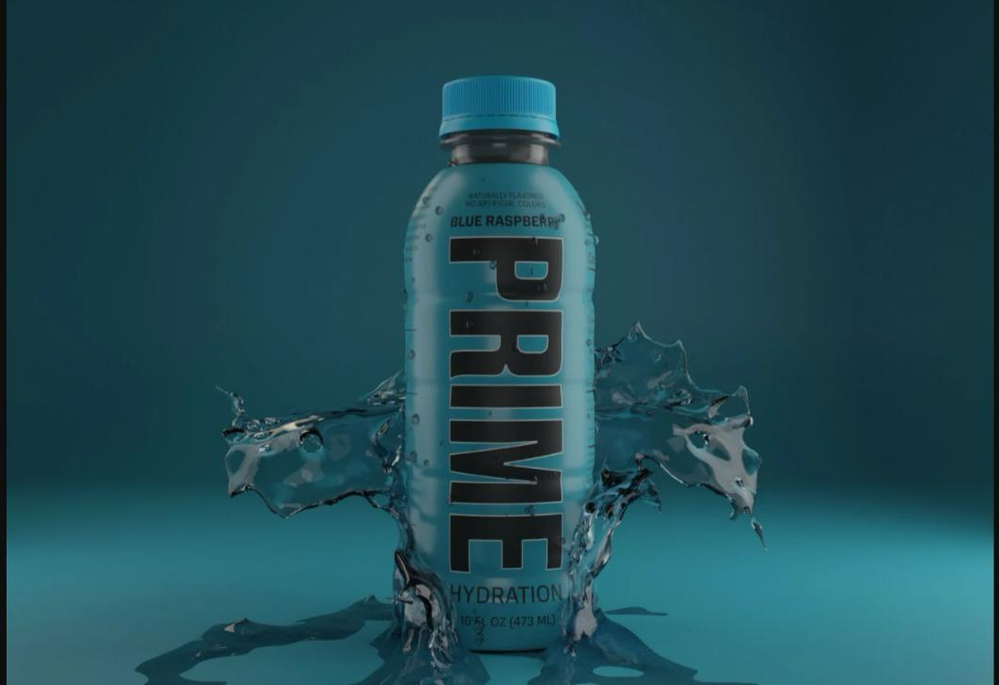 NATURALLY FLAVORED
NO ARTIFICIAL COLORS
BLUE RASPBERRY
PRIME
HYDRATION
16 FL OZ (473 ML)